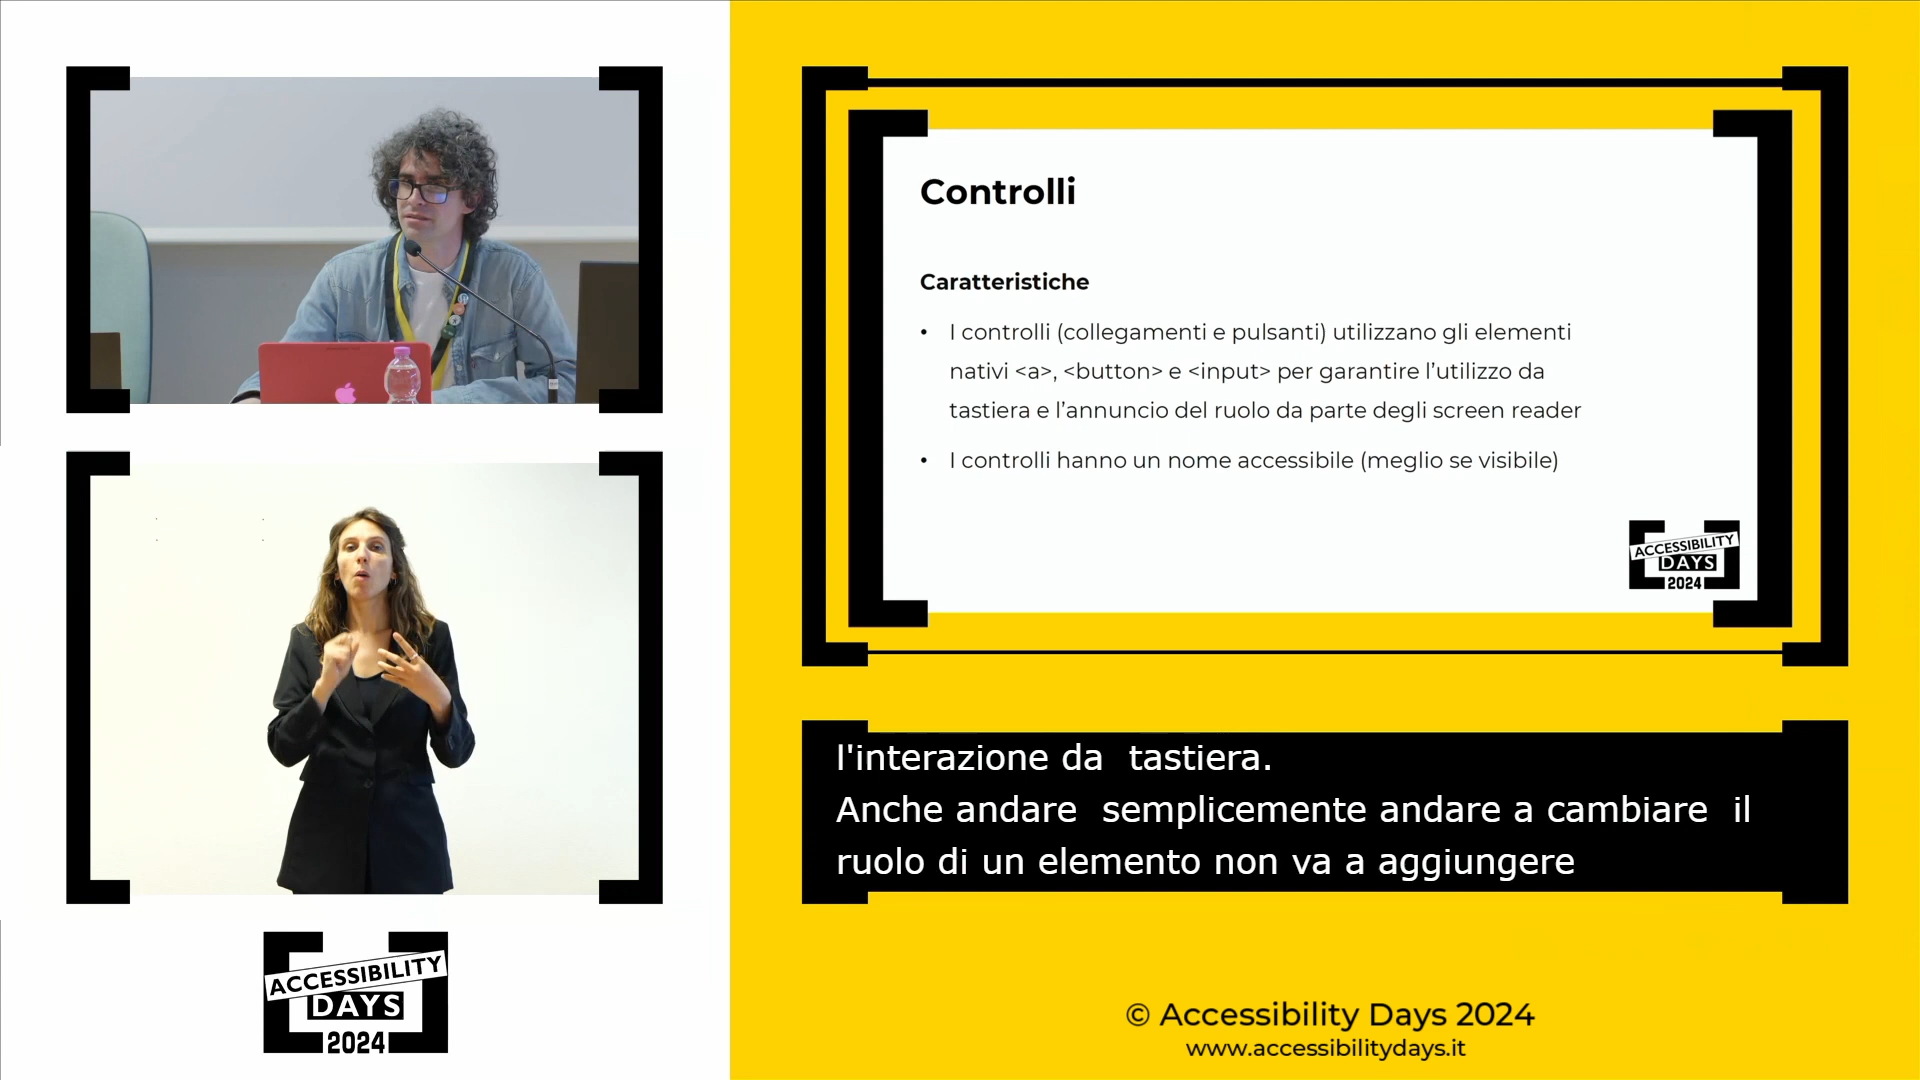 Controlli
Caratteristiche
• I controlli (collegamenti e pulsanti) utilizzano gli elementi
nativi <a>, <button> e <input> per garantire l’utilizzo da
tastiera e l’annuncio del ruolo da parte degli screen reader
• I controlli hanno un nome accessibile (meglio se visibile)
ACCESSIBILITY
DAYS
2024
l'interazione da  tastiera.
Anche andare  semplicemente andare a cambiare  il
ruolo di un elemento non va a aggiungere
ACCESSIBILITY
DAYS
2024
© Accessibility Days 2024
www.accessibilitydays.it